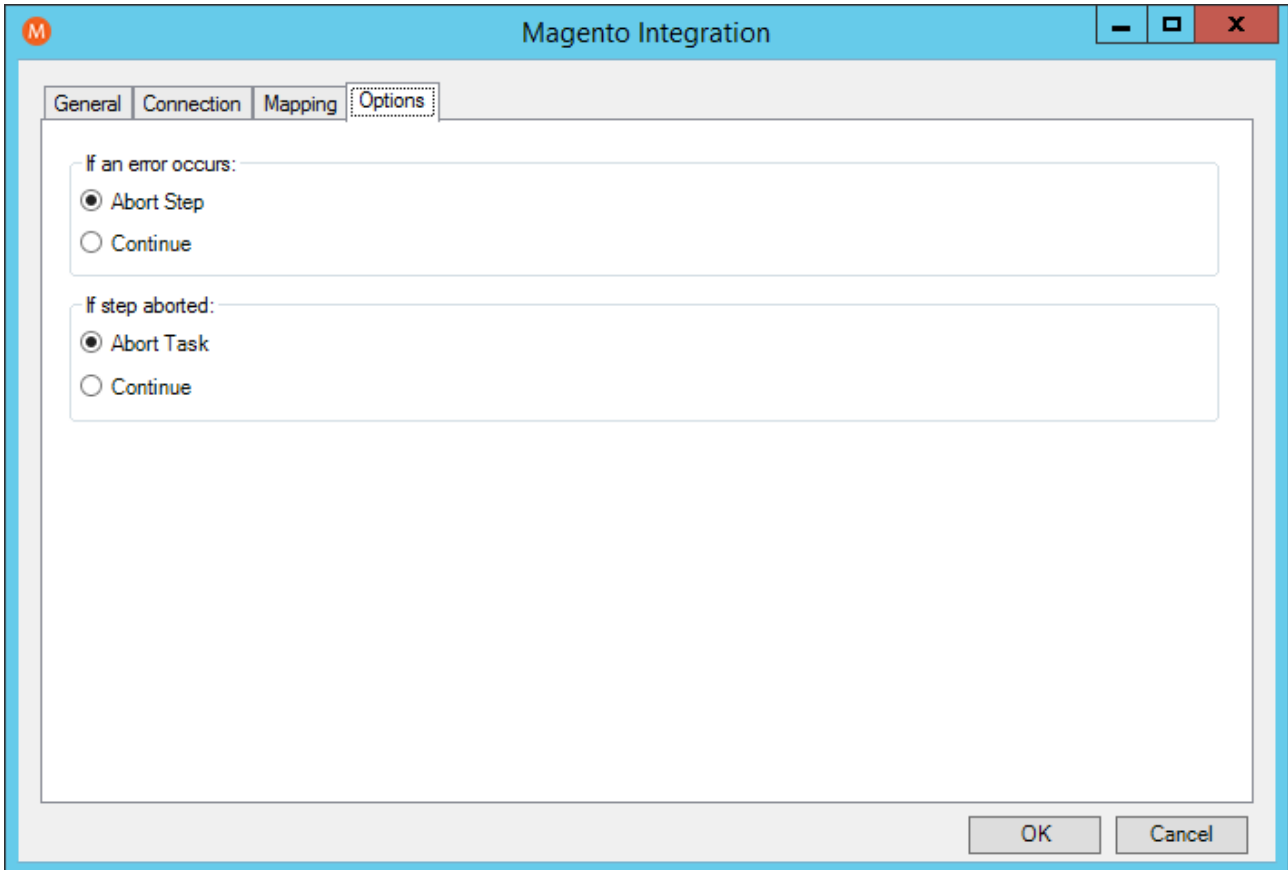 M
Magento Integration
General Connection Mapping Options
If an error occurs:
Abort Step
Continue
If step aborted:
Abort Task
Continue
OK Cancel